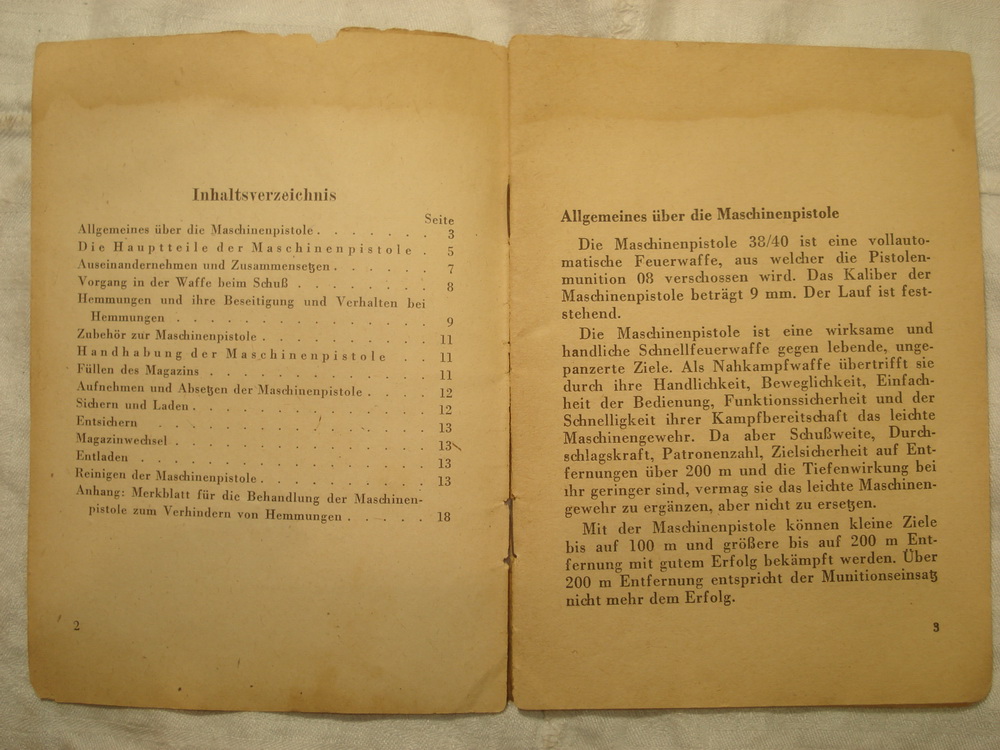 Inhaltsverzeichnis
Seite
Allgemeines über die Maschinenpistole . . . . . . . 3
Die Hauptteile der Maschinenpistole . 5
Auseinandernehmen und Zusammensetzen . . . . . 7
Vorgang in der Waffe beim Schuß . . . . . . . . 8
Hemmungen und ihre Beseitigung und Verhalten bei
Hemmungen . . . . . . . . . . . . . . 9
Zubehör zur Maschinenpistole . . . . . . . . . 11
Handhabung der Maschinenpistole . . 11
Füllen des Magazins . . . . . . . . . . . . 11
Aufnehmen und Absetzen der Maschinenpistole . . . . 12
Sichern und Laden . . . . . . . . . . . . . 12
Entsichern . . . . . . . . . . . . . . . 13
Magazinwechsel . . . . . . . . . . . . . . 13
Entladen . . . . . . . . . . . . . . . . 13
Reinigen der Maschinenpistole . . . . . . . . . 13
Anhang: Merkblatt für die Behandlung der Maschinen-
pistole zum Verhindern von Hemmungen . . . . . 18
2
Allgemeines über die Maschinenpistole
Die Maschinenpistole 38/40 ist eine vollauto-
matische Feuerwaffe, aus welcher die Pistolen-
munition 08 verschossen wird. Das Kaliber der
Maschinenpistole beträgt 9 mm. Der Lauf ist fest-
stehend.
Die Maschinenpistole ist eine wirksame und
handliche Schnellfeuerwaffe gegen lebende, unge-
panzerte Ziele. Als Nahkampfwaffe übertrifft sie
durch ihre Handlichkeit, Beweglichkeit, Einfach-
heit der Bedienung, Funktionssicherheit und der
Schnelligkeit ihrer Kampfbereitschaft das leichte
Maschinengewehr. Da aber Schußweite, Durch-
schlagskraft, Patronenzahl, Zielsicherheit auf Ent-
fernungen über 200 m und die Tiefenwirkung bei
ihr geringer sind, vermag sie das leichte Maschinen-
gewehr zu ergänzen, aber nicht zu ersetzen.
Mit der Maschinenpistole können kleine Ziele
bis auf 100 m und größere bis auf 200 m Ent-
fernung mit gutem Erfolg bekämpft werden. Über
200 m Entfernung entspricht der Munitionseinsatz
nicht mehr dem Erfolg.
3